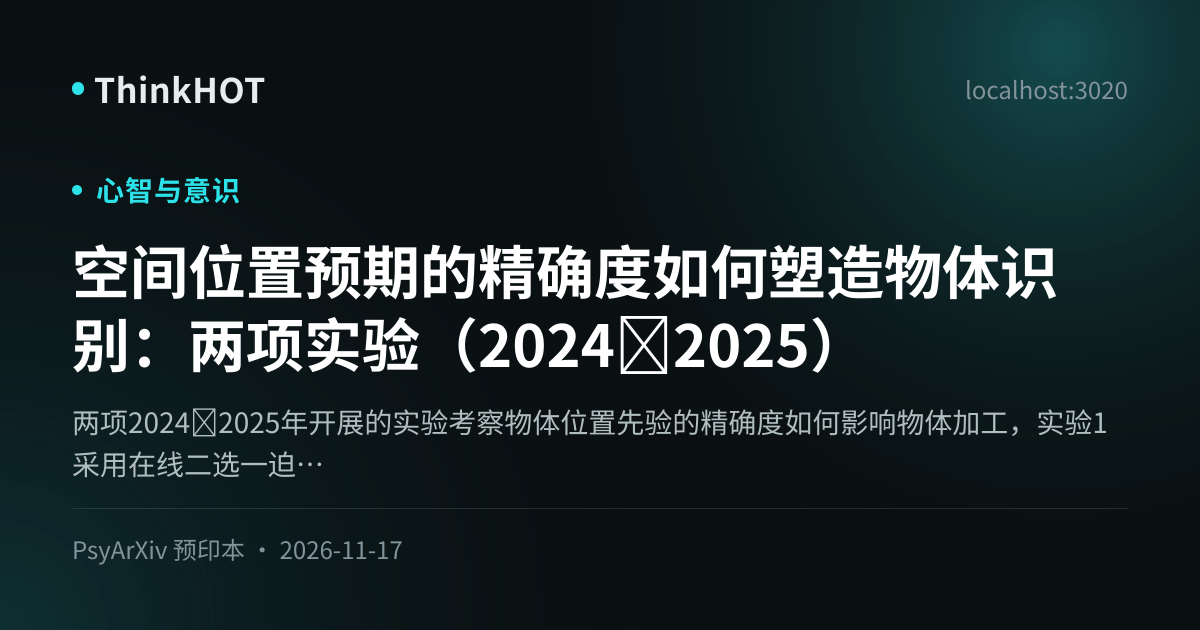 ThinkHOT
localhost:3020
心智与意识
空间位置预期的精确度如何塑造物体识
别：两项实验（2024☒2025）
两项2024☒2025年开展的实验考察物体位置先验的精确度如何影响物体加工，实验1
采用在线二选一迫…
PsyArXiv 预印本 · 2026-11-17